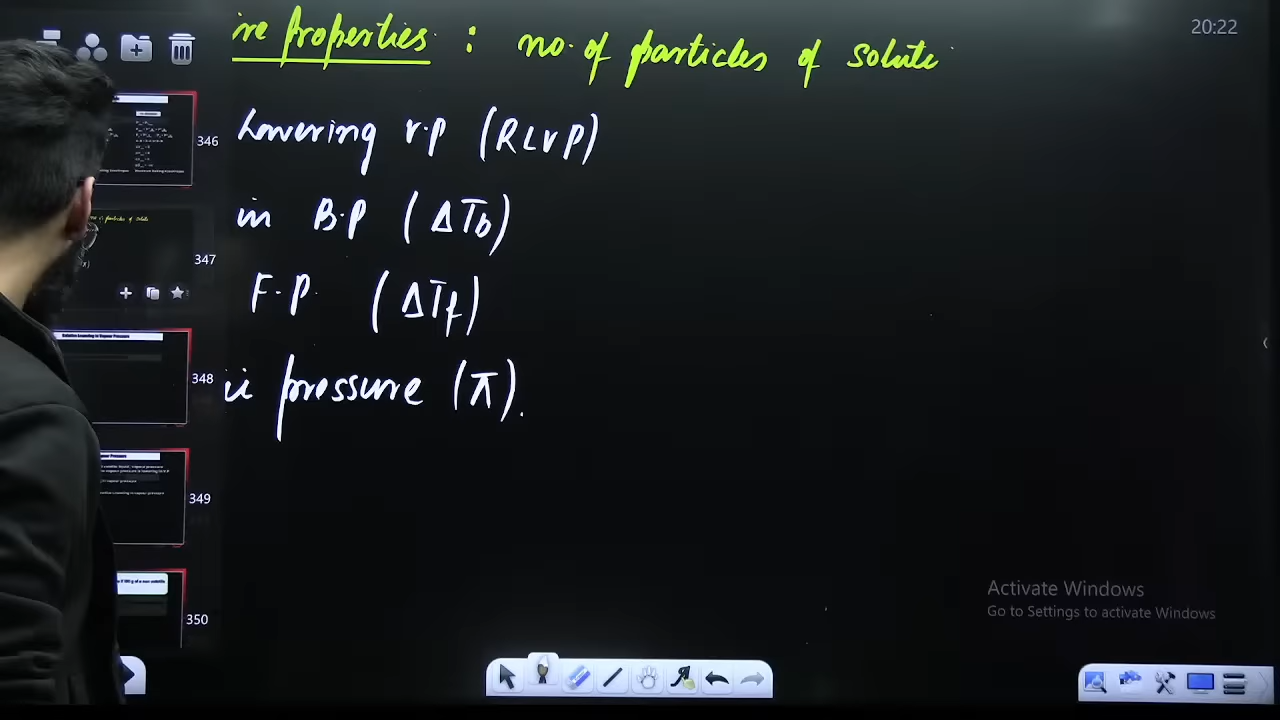 ive Properties : no. of particles of solute
20:22
Lowering v.p (RLVP)
in B.P (ΔTb)
F.P. (ΔTf)
ic pressure (π).
346
347
348
349
350
Activate Windows
Go to Settings to activate Windows